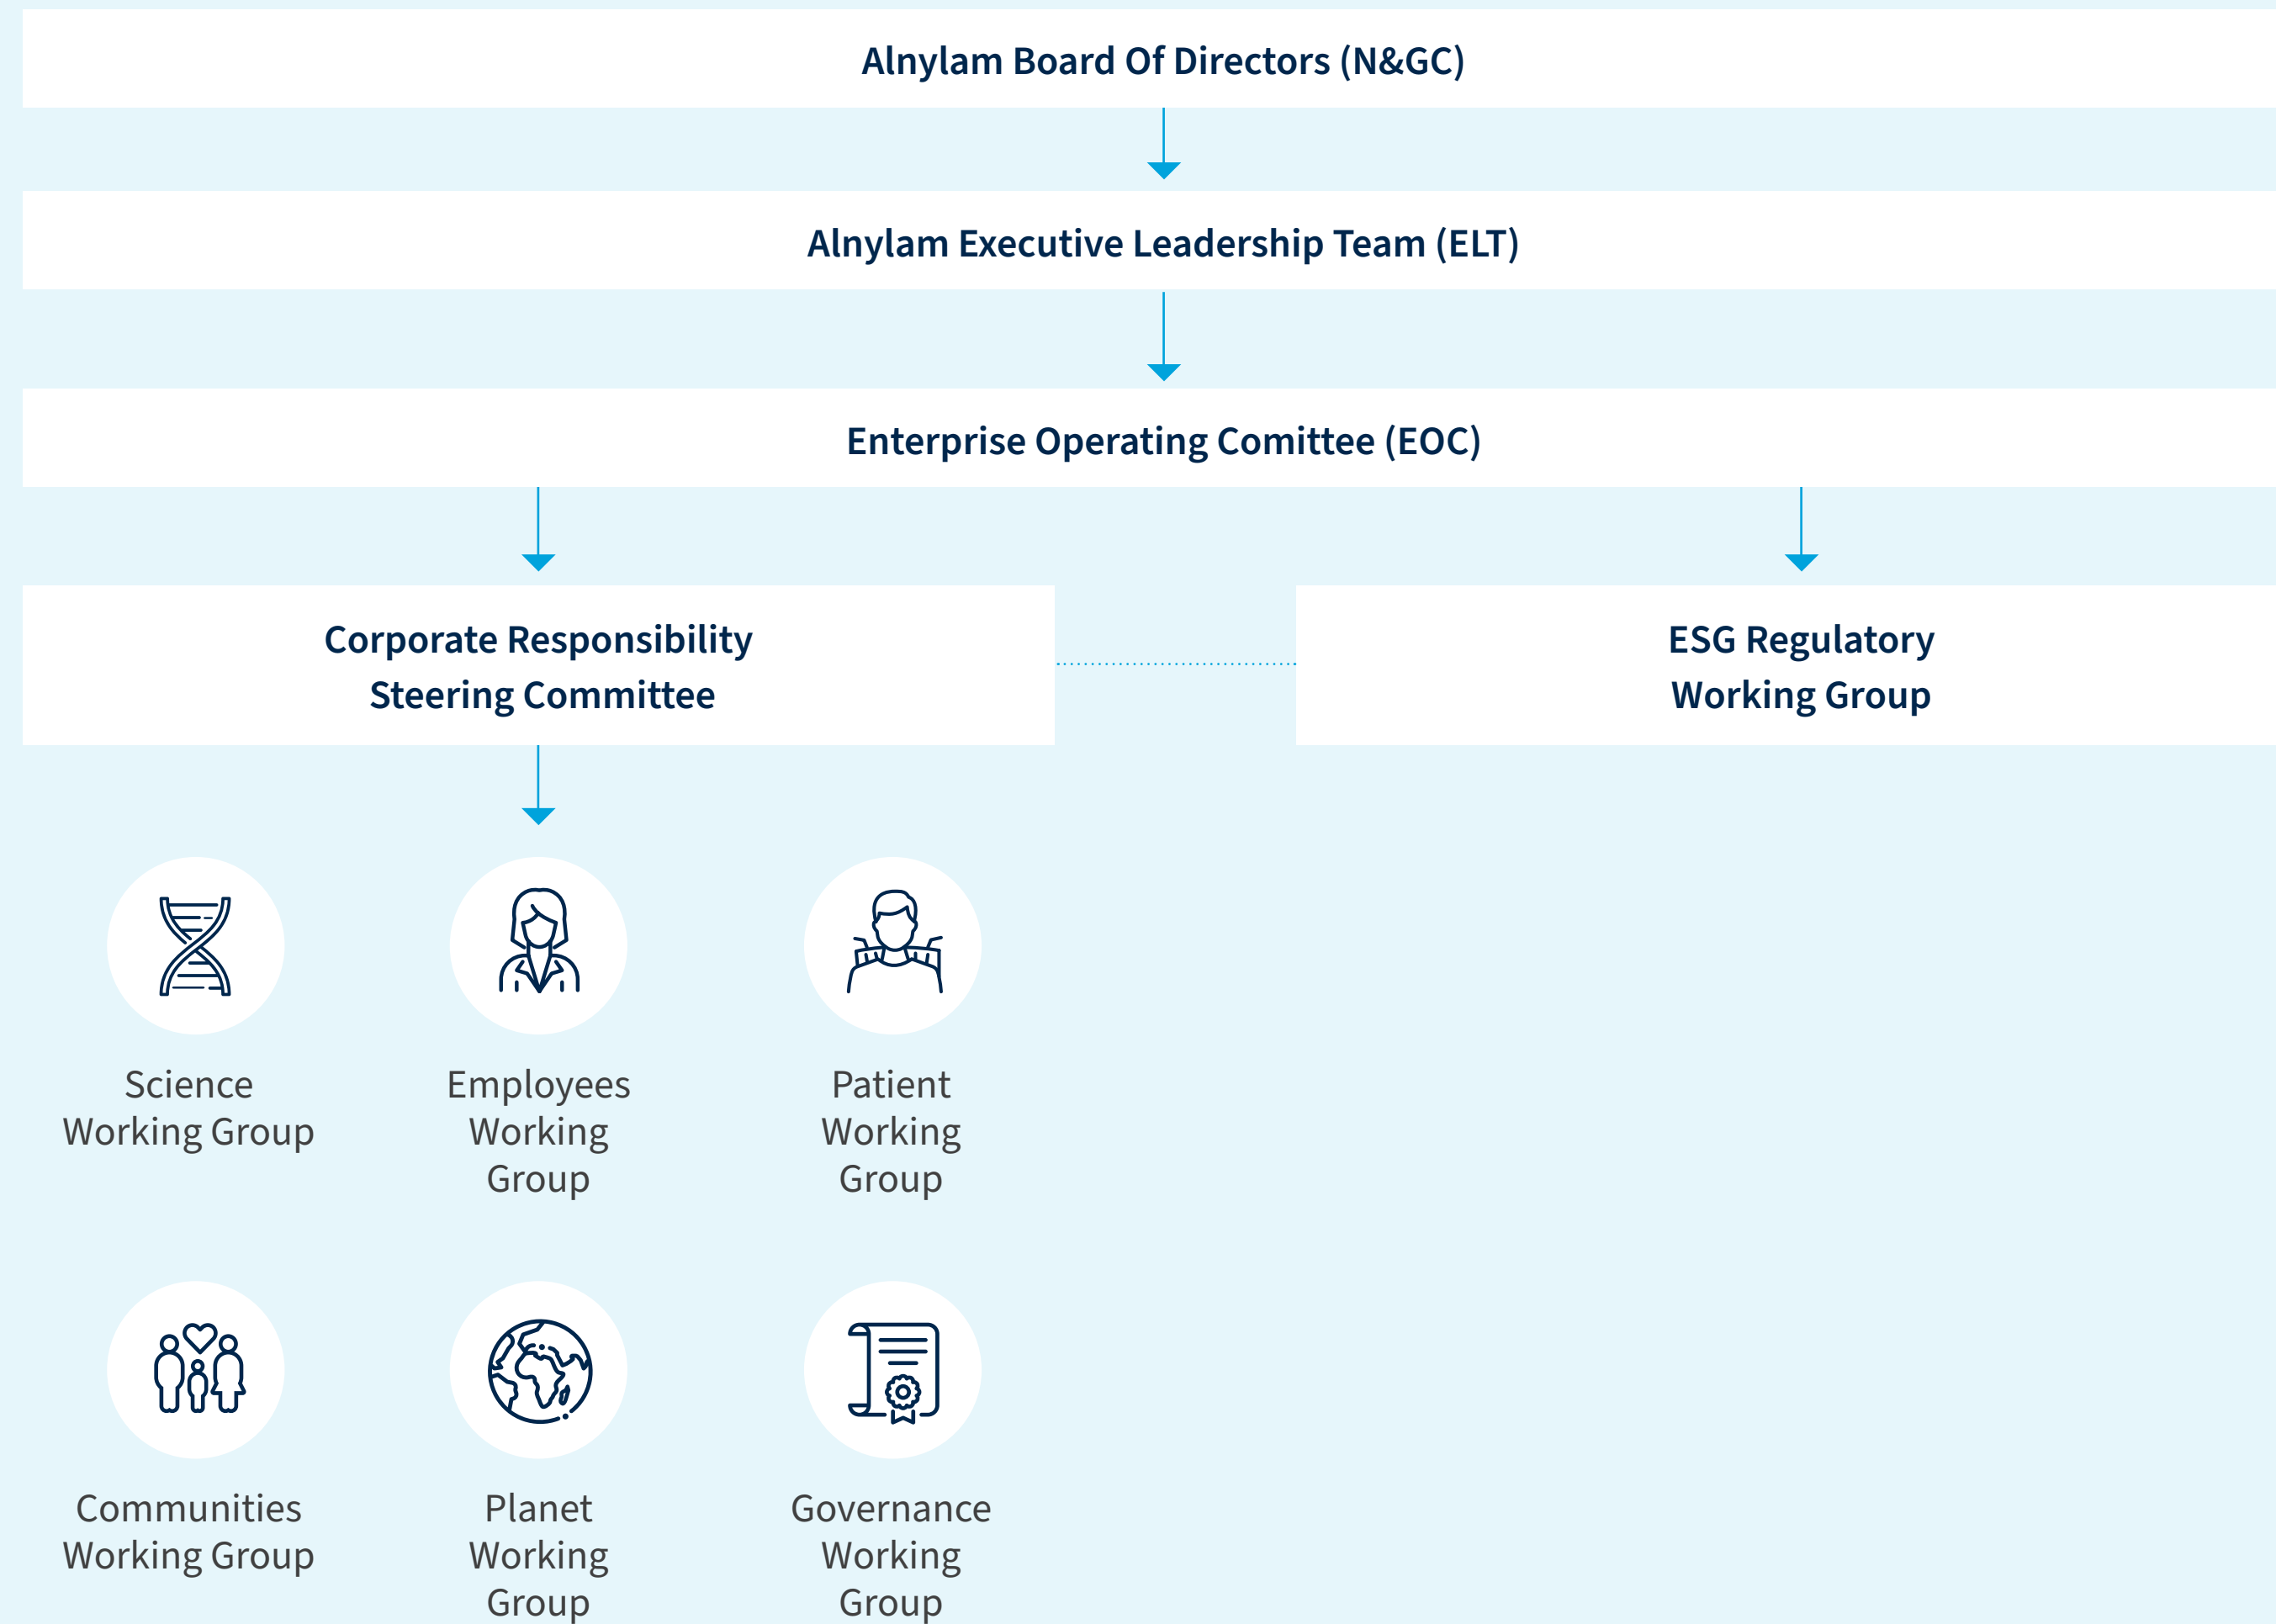 Alnylam Board Of Directors (N&GC)
Alnylam Executive Leadership Team (ELT)
Enterprise Operating Comittee (EOC)
Corporate Responsibility
Steering Committee
ESG Regulatory
Working Group
Science
Working Group
Employees
Working
Group
Patient
Working
Group
Communities
Working Group
Planet
Working
Group
Governance
Working
Group